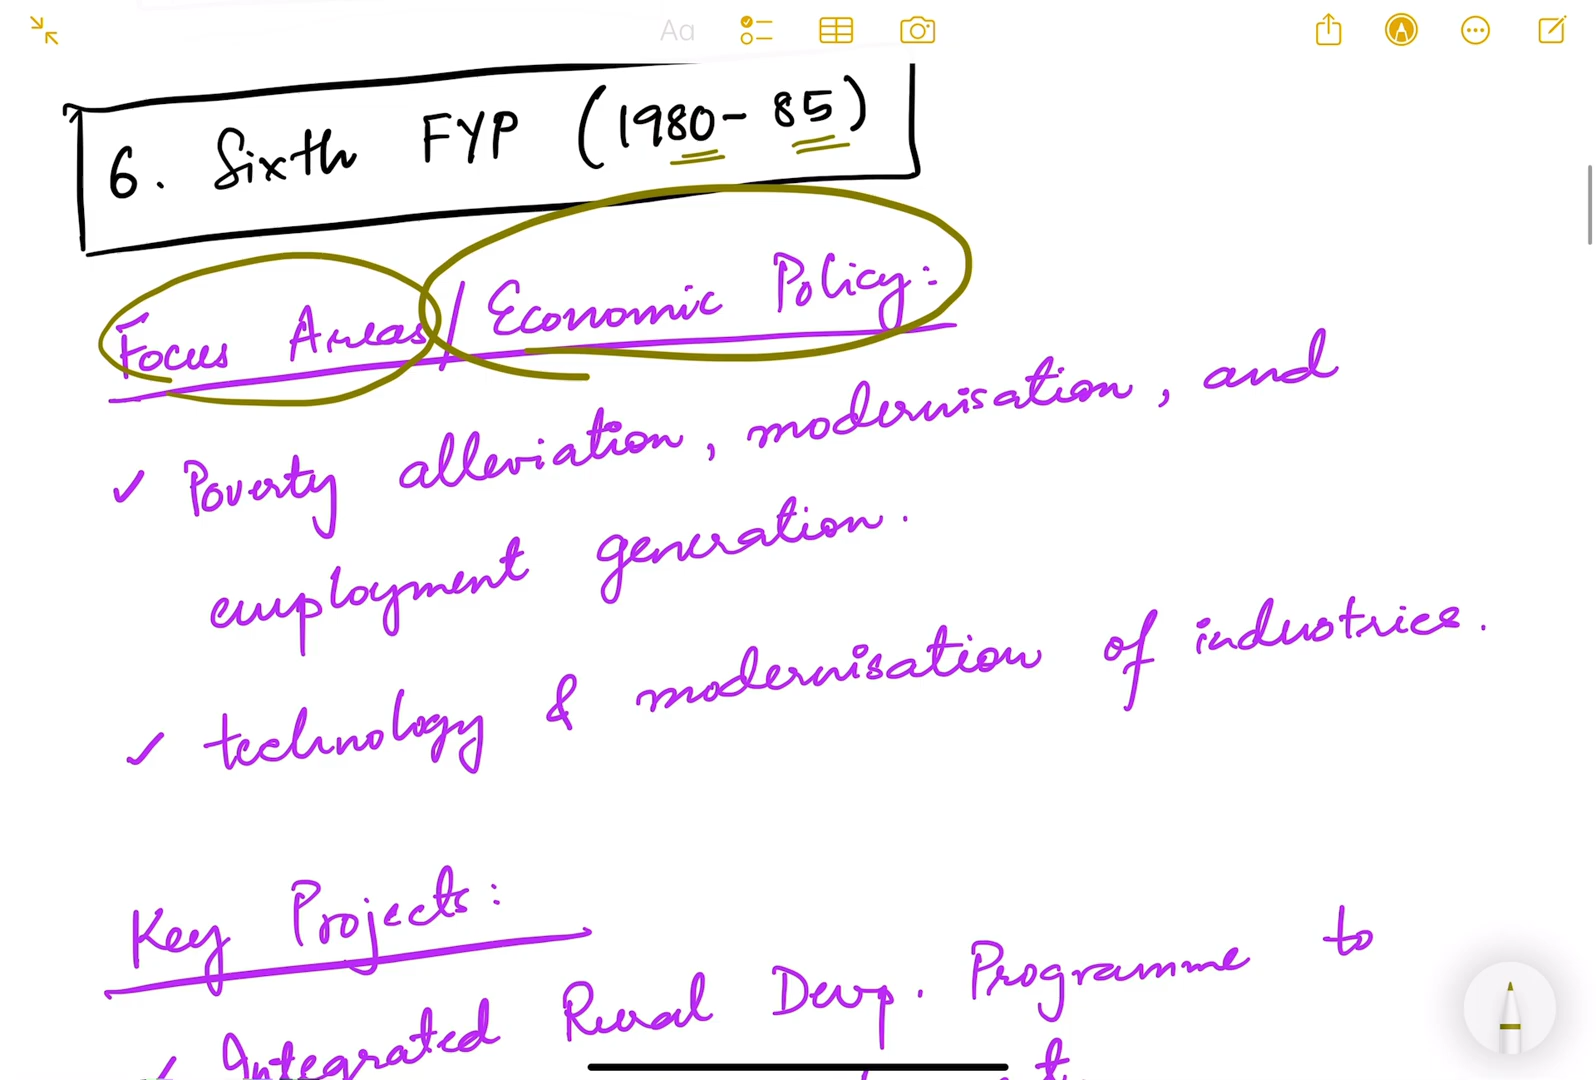 Aa
6. Sixth FYP (1980-85)
Focus Areas/Economic Policy:
✓ Poverty alleviation, modernisation, and
employment generation.
✓ technology & modernisation of industries.
Key Projects:
✓ Integrated Rural Devp. Programme to